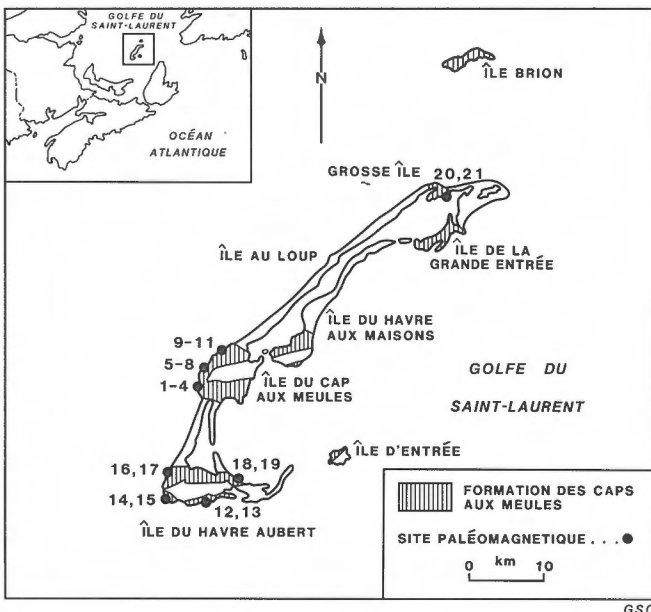 GOLFE DU
SAINT-LAURENT
OCÉAN
ATLANTIQUE
N
ÎLE BRION
GROSSE ÎLE
20,21
ÎLE DE LA
GRANDE ENTRÉE
ÎLE AU LOUP
ÎLE DU HAVRE
AUX MAISONS
9-11
5-8
1-4
ÎLE DU CAP
AUX MEULES
GOLFE DU
SAINT-LAURENT
ÎLE D'ENTRÉE
16,17
18,19
14,15
12,13
ÎLE DU HAVRE AUBERT
FORMATION DES CAPS
AUX MEULES
SITE PALÉOMAGNETIQUE...
km
0 10
GSC